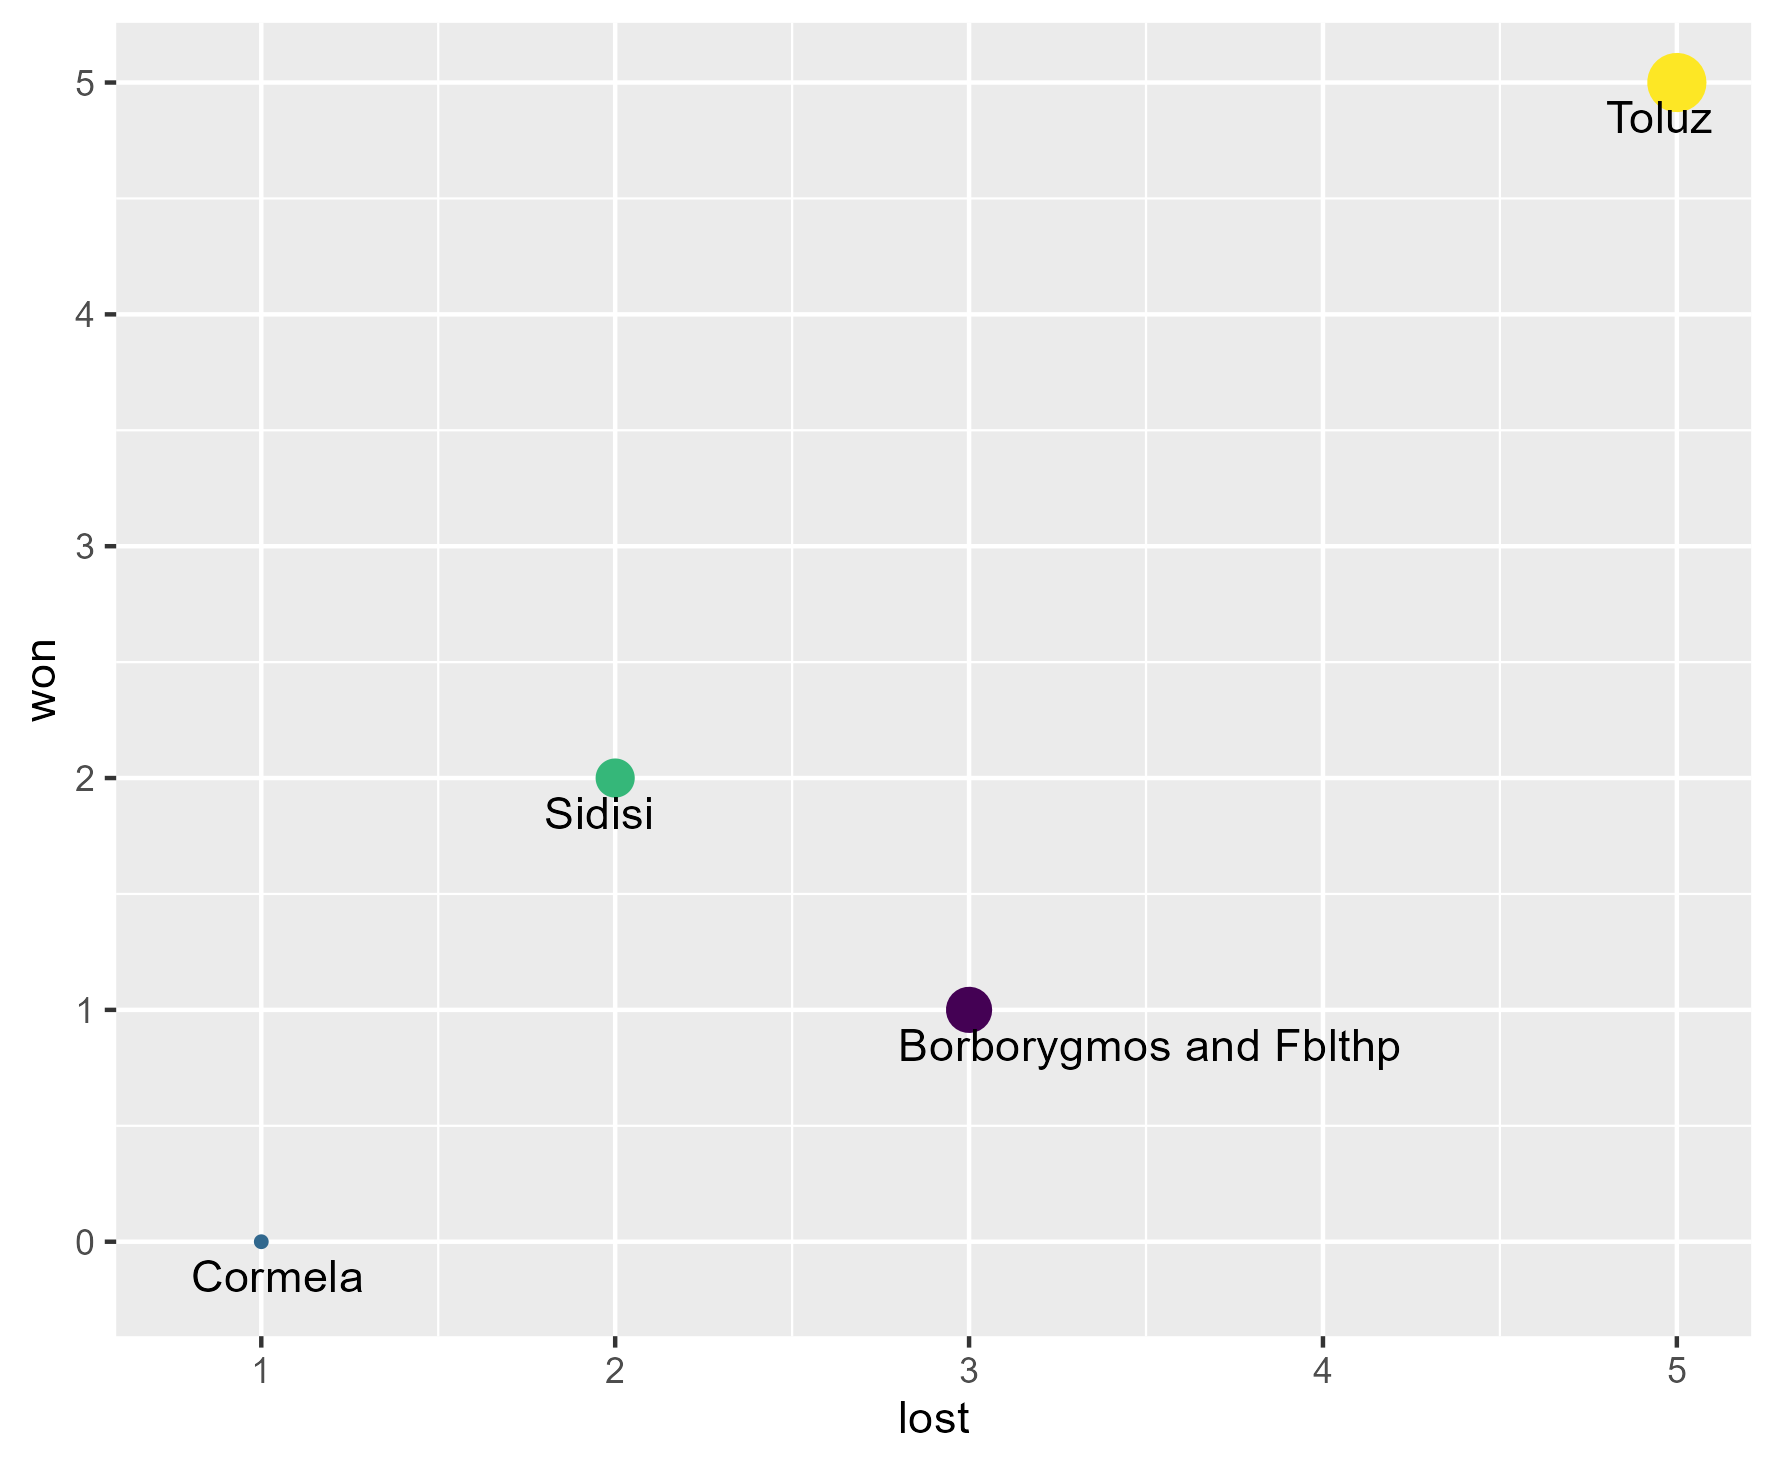 5
Toluz
4
3
won
2
Sidisi
1
Borborygmos and Fblthp
0
Cormela
1 2 3 4 5
lost